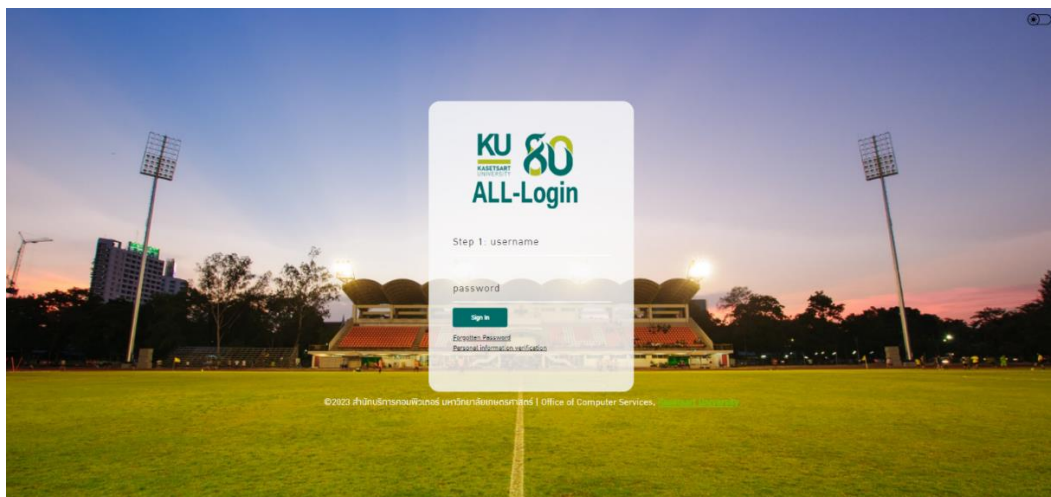 KU 80
KASETSART
UNIVERSITY
ALL-Login
Step 1: username
password
Sign in
Forgotten Password
Personal information verification
©2023 สำนักบริการคอมพิวเตอร์ มหาวิทยาลัยเกษตรศาสตร์ | Office of Computer Services, Kasetsart University